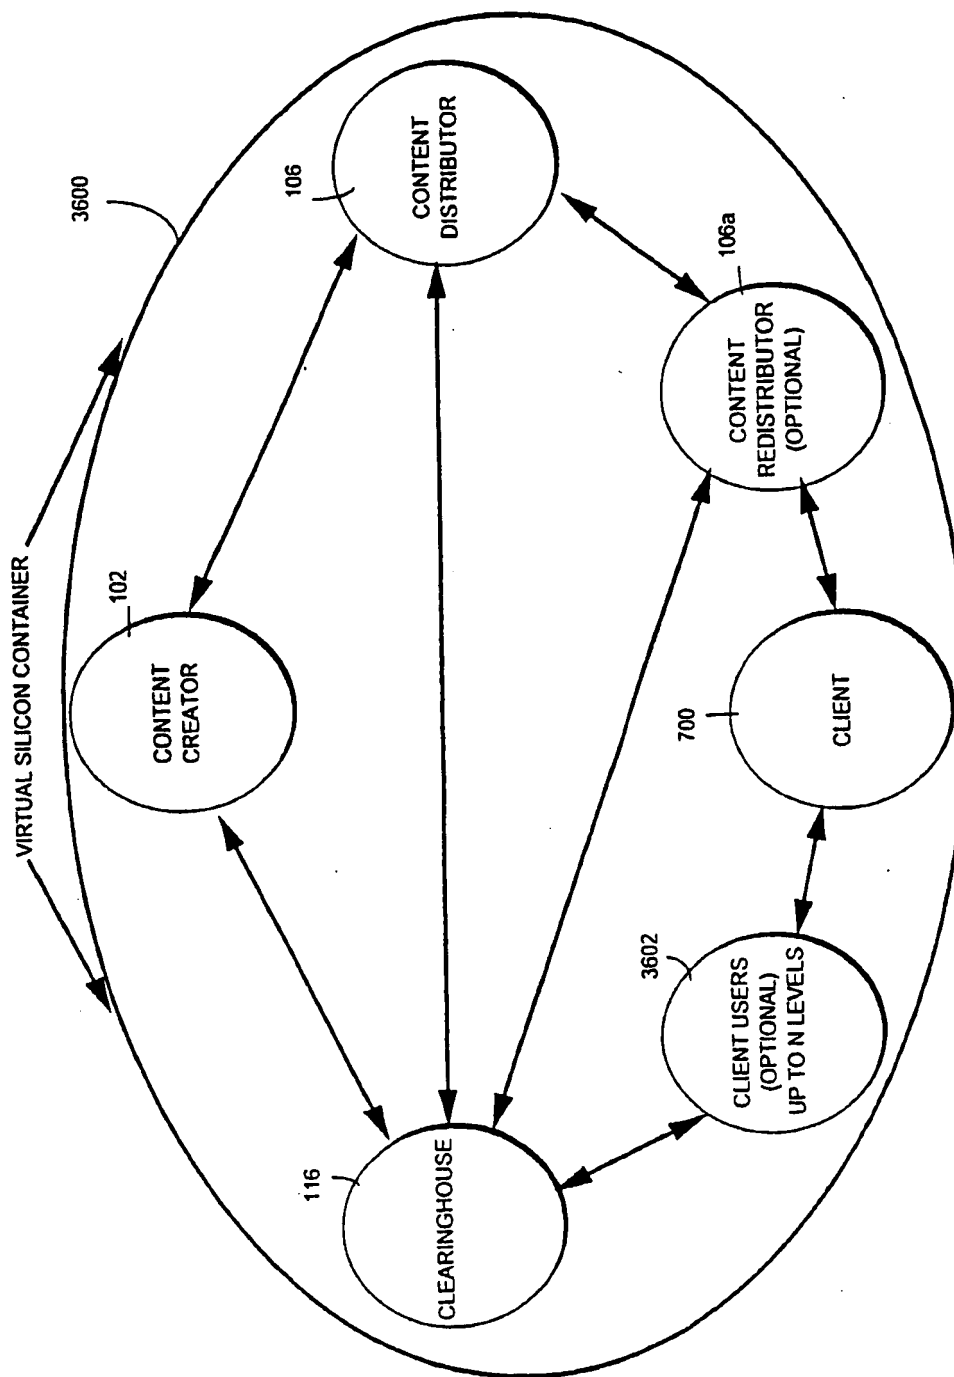 VIRTUAL SILICON CONTAINER
3600
102
CONTENT
CREATOR
106
CONTENT
DISTRIBUTOR
116
CLEARINGHOUSE
106a
CONTENT
REDISTRIBUTOR
(OPTIONAL)
3602
CLIENT USERS
(OPTIONAL)
UP TO N LEVELS
700
CLIENT